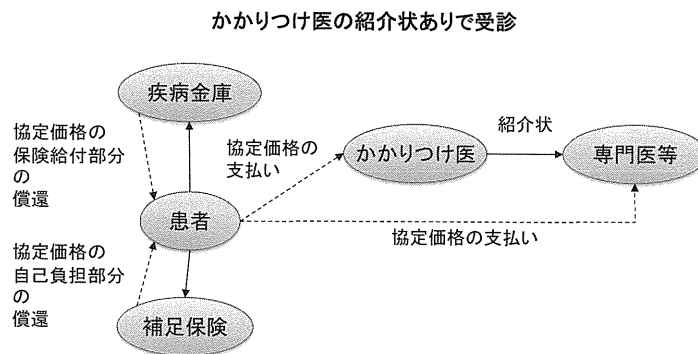 かかりつけ医の紹介状ありで受診
疾病金庫
協定価格の
保険給付部分
の
償還
協定価格の
支払い
かかりつけ医
紹介状
専門医等
患者
協定価格の支払い
協定価格の
自己負担部分
の
償還
補足保険